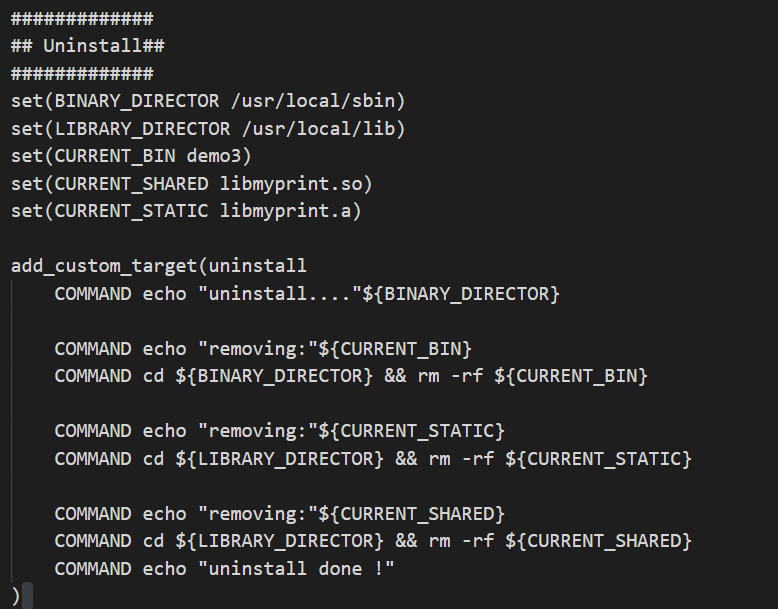 #############
## Uninstall##
#############
set(BINARY_DIRECTOR /usr/local/sbin)
set(LIBRARY_DIRECTOR /usr/local/lib)
set(CURRENT_BIN demo3)
set(CURRENT_SHARED libmyprint.so)
set(CURRENT_STATIC libmyprint.a)
add_custom_target(uninstall
COMMAND echo "uninstall...."${BINARY_DIRECTOR}
COMMAND echo "removing:"${CURRENT_BIN}
COMMAND cd ${BINARY_DIRECTOR} && rm -rf ${CURRENT_BIN}
COMMAND echo "removing:"${CURRENT_STATIC}
COMMAND cd ${LIBRARY_DIRECTOR} && rm -rf ${CURRENT_STATIC}
COMMAND echo "removing:"${CURRENT_SHARED}
COMMAND cd ${LIBRARY_DIRECTOR} && rm -rf ${CURRENT_SHARED}
COMMAND echo "uninstall done !"
)